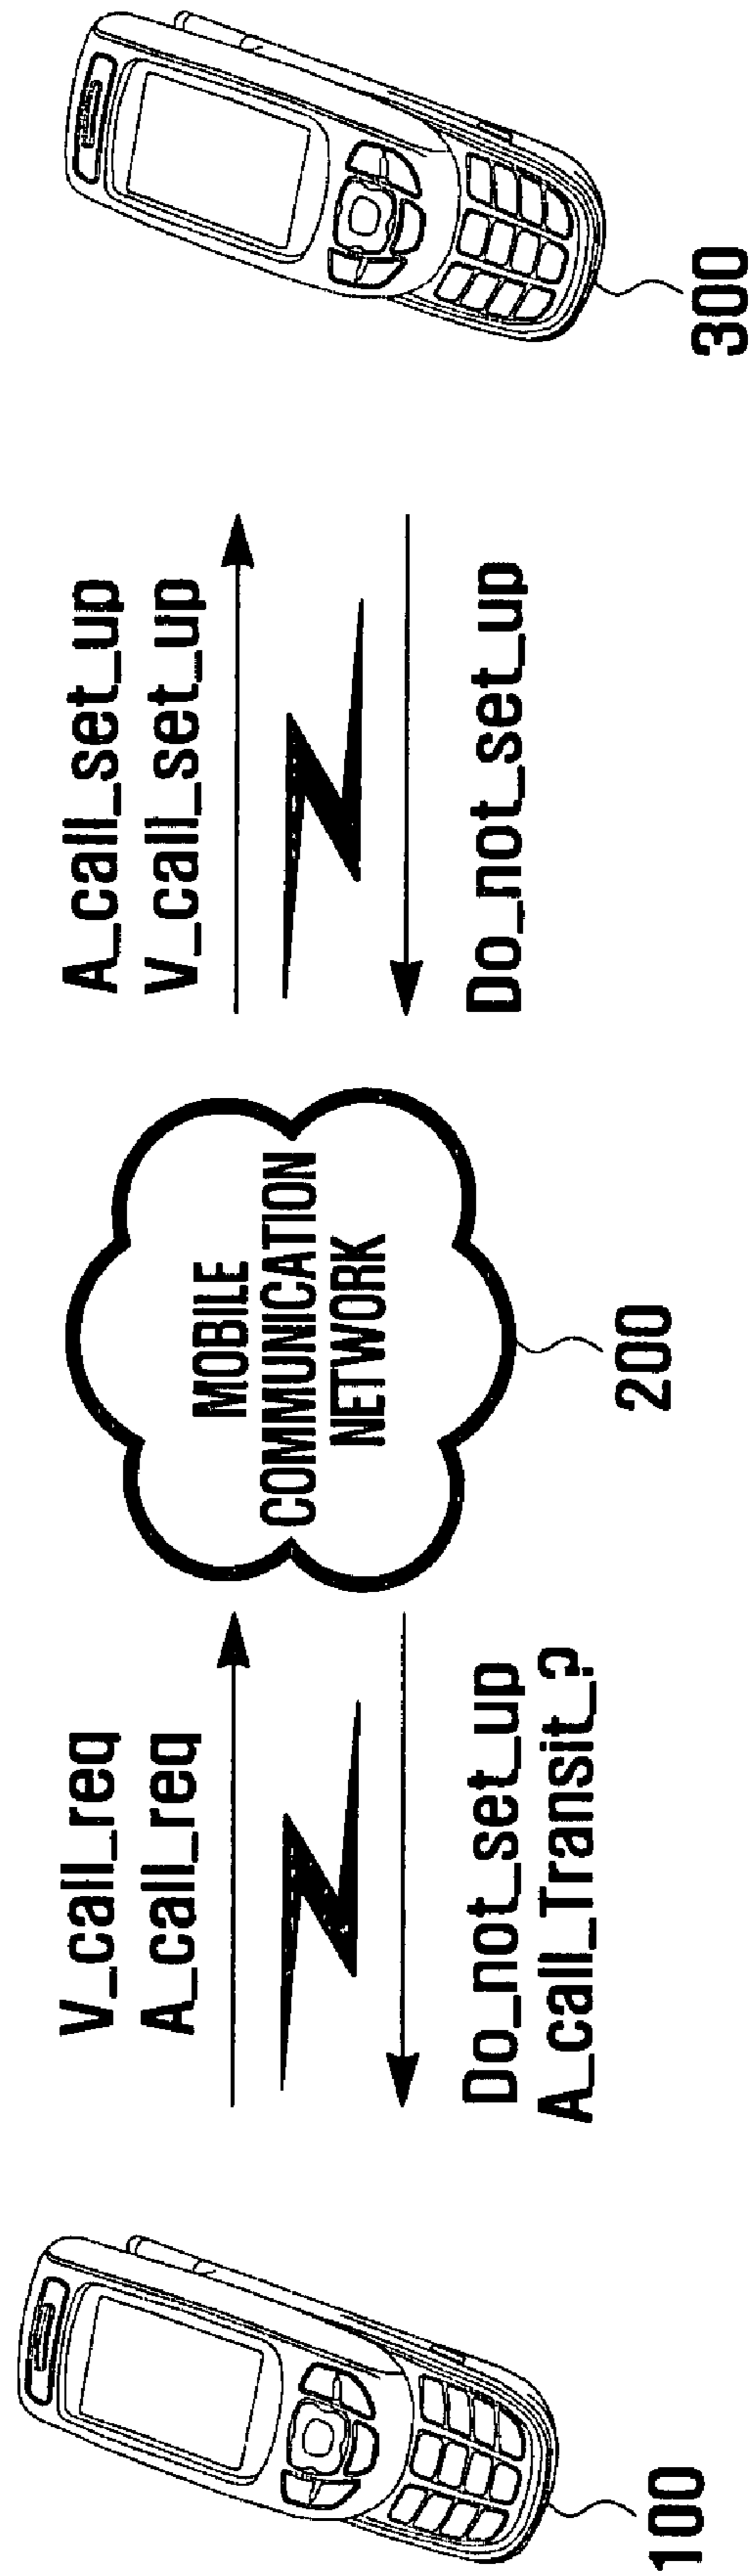 V_call_req
A_call_req
Do_not_set_up
A_call_Transit_?
100
MOBILE
COMMUNICATION
NETWORK
200
A_call_set_up
V_call_set_up
Do_not_set_up
300